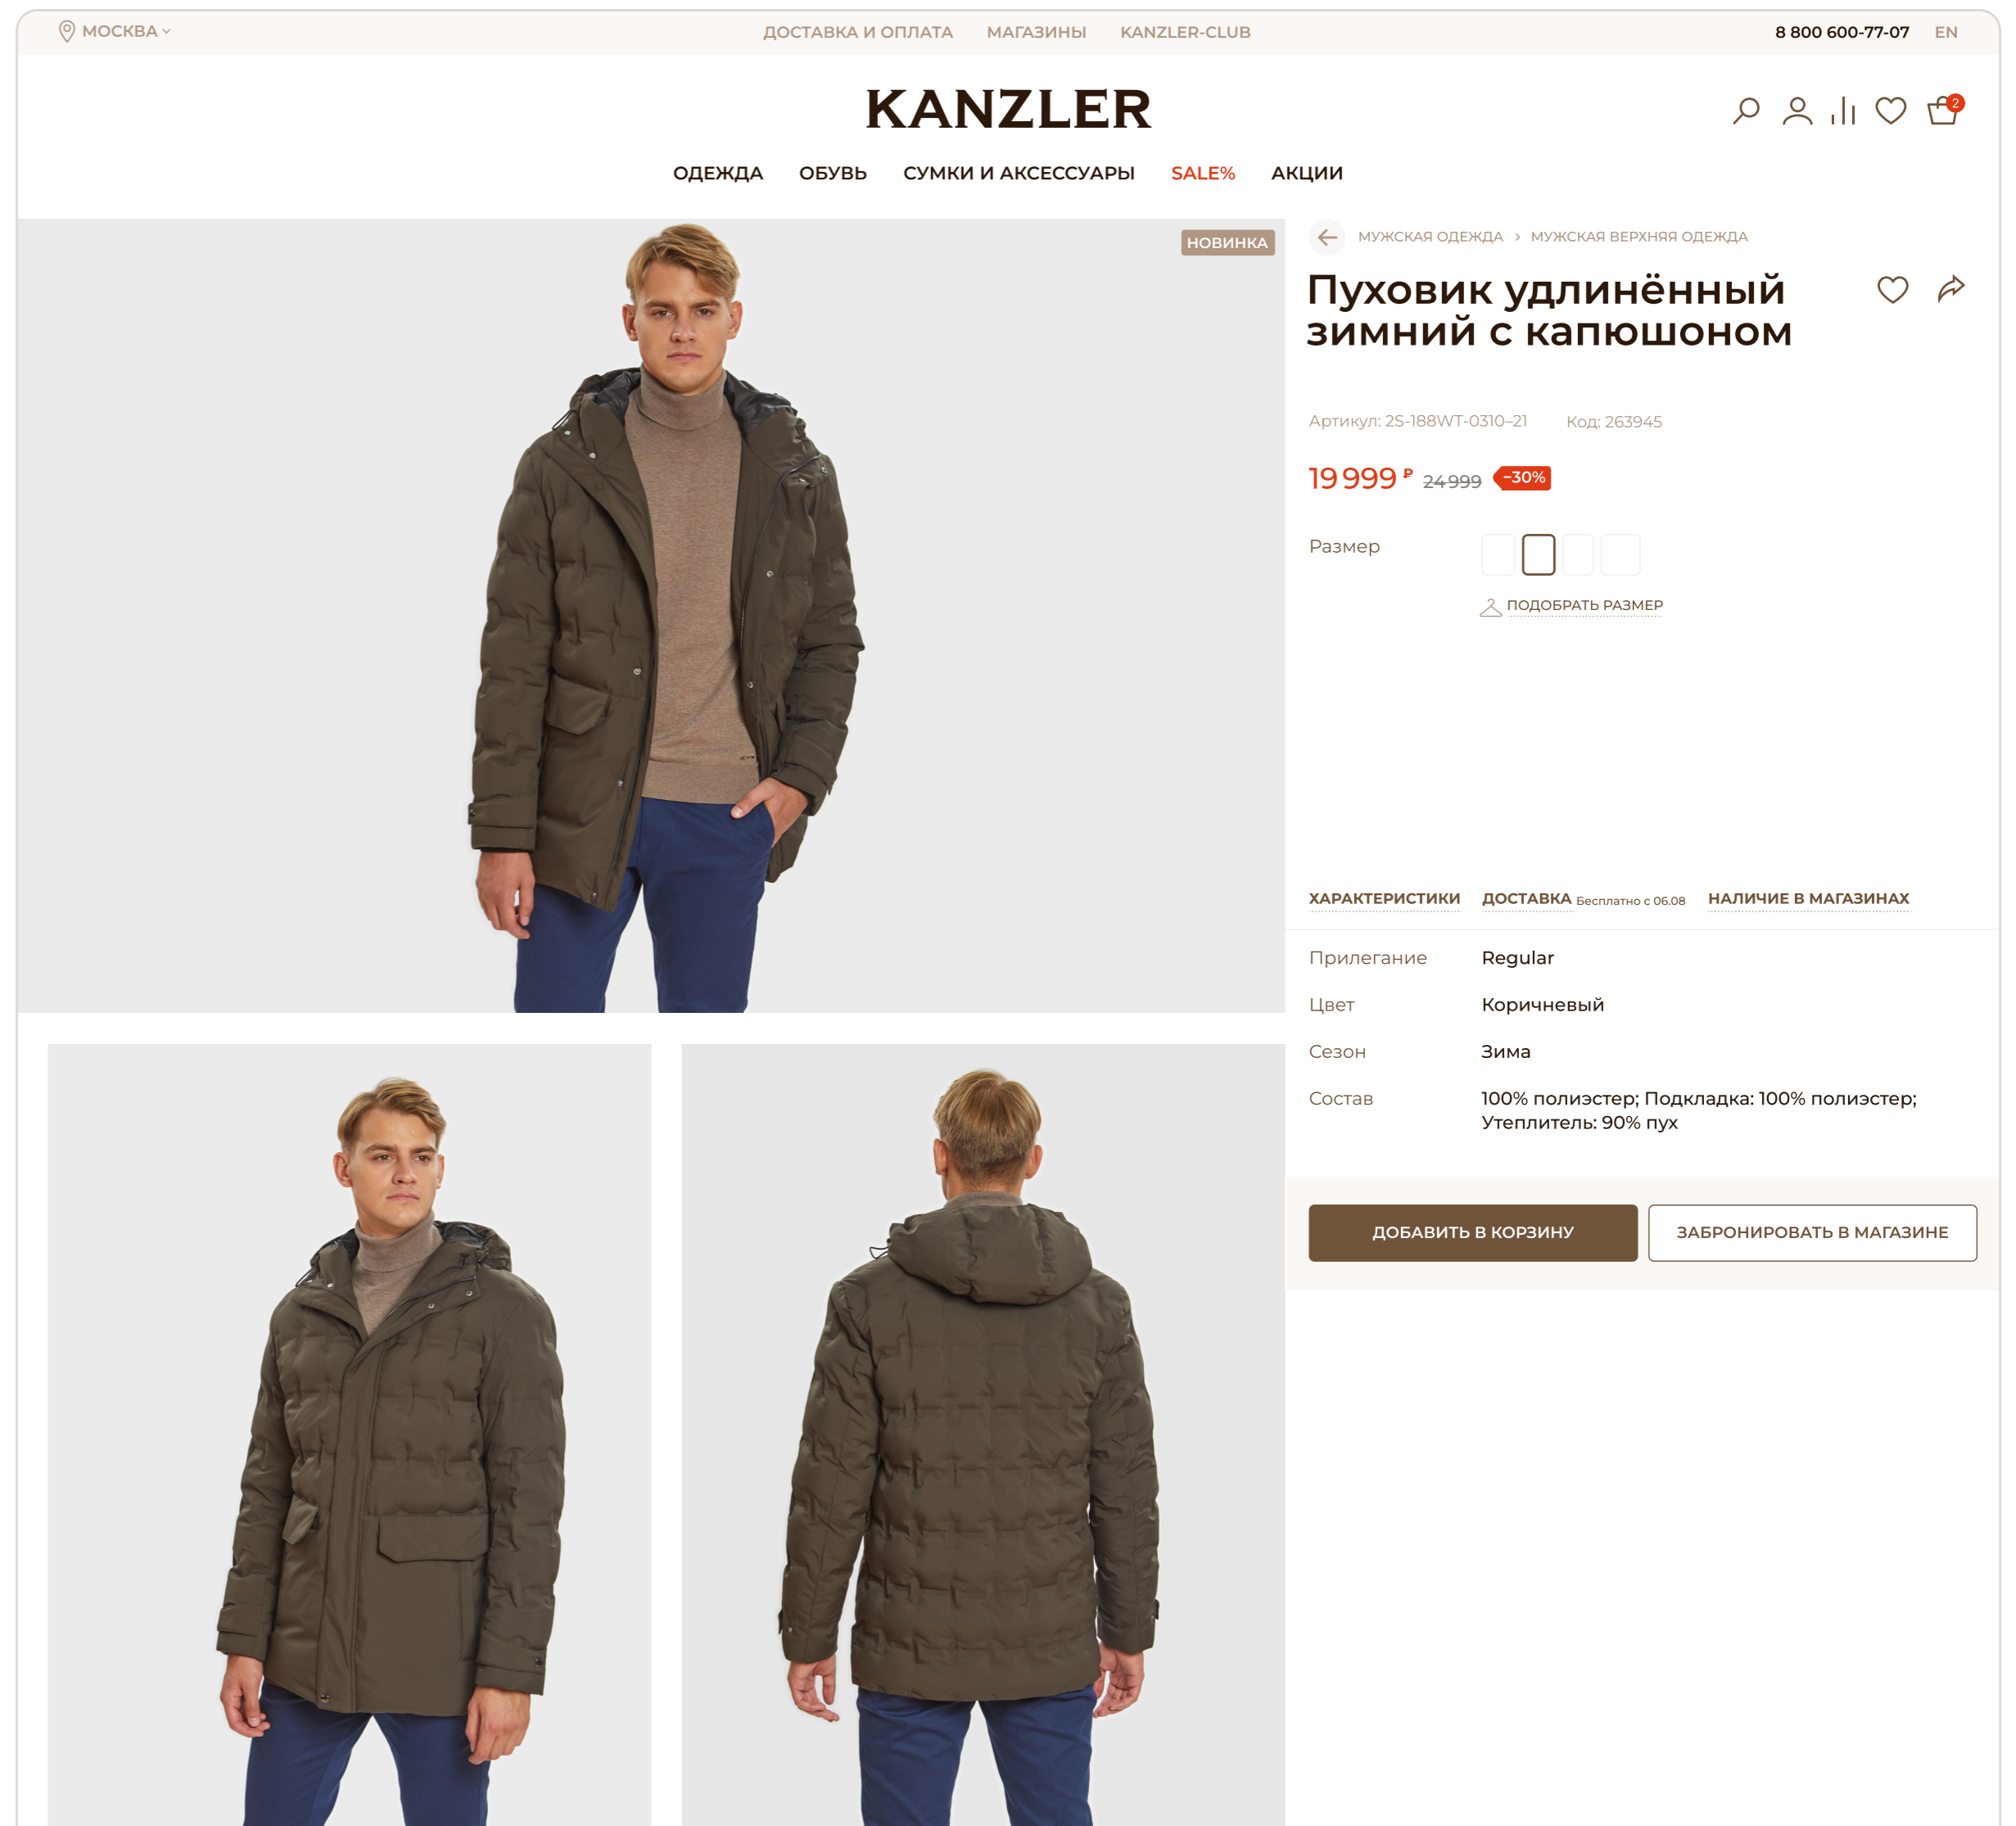 МОСКВА
ДОСТАВКА И ОПЛАТА МАГАЗИНЫ KANZLER-CLUB
8 800 600-77-07 EN
KANZLER
2
ОДЕЖДА ОБУВЬ СУМКИ И АКСЕССУАРЫ SALE% АКЦИИ
НОВИНКА
МУЖСКАЯ ОДЕЖДА > МУЖСКАЯ ВЕРХНЯЯ ОДЕЖДА
Пуховик удлинённый
зимний с капюшоном
Артикул: 2S-188WT-0310–21 Код: 263945
19 999 ₽ 24 999 –30%
Размер
ПОДОБРАТЬ РАЗМЕР
ХАРАКТЕРИСТИКИ ДОСТАВКА Бесплатно с 06.08 НАЛИЧИЕ В МАГАЗИНАХ
Прилегание Regular
Цвет Коричневый
Сезон Зима
Состав 100% полиэстер; Подкладка: 100% полиэстер;
Утеплитель: 90% пух
ДОБАВИТЬ В КОРЗИНУ ЗАБРОНИРОВАТЬ В МАГАЗИНЕ